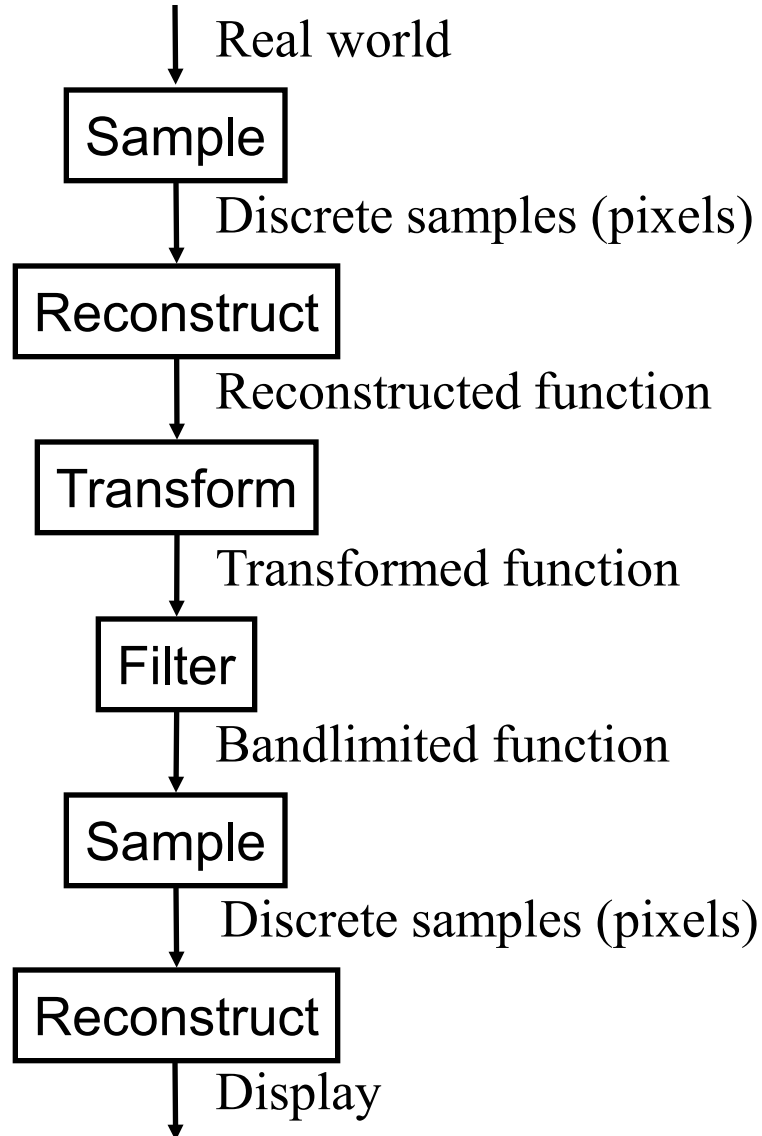 Real world
Sample
Discrete samples (pixels)
Reconstruct
Reconstructed function
Transform
Transformed function
Filter
Bandlimited function
Sample
Discrete samples (pixels)
Reconstruct
Display